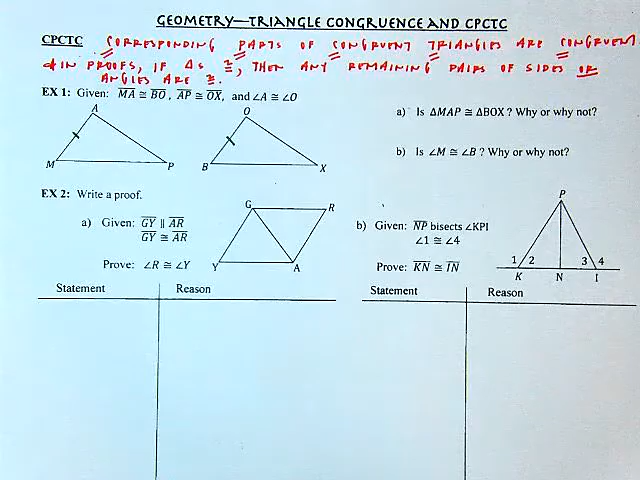 GEOMETRY—TRIANGLE CONGRUENCE AND CPCTC
CPCTC CORRESPONDING PARTS OF CONGRUENT TRIANGLES ARE CONGRUENT.
*IN PROOFS, IF Δs ≅, THEN ANY REMAINING PAIRS OF SIDES OR
ANGLES ARE ≅.
EX 1: Given: MA ≅ BO, AP ≅ OX, and ∠A ≅ ∠O
A
M
P
O
B
X
a) Is ΔMAP ≅ ΔBOX? Why or why not?
b) Is ∠M ≅ ∠B? Why or why not?
EX 2: Write a proof.
a) Given: GY ∥ AR
GY ≅ AR
Prove: ∠R ≅ ∠Y
G
R
Y
A
b) Given: NP bisects ∠KPI
∠1 ≅ ∠4
Prove: KN ≅ IN
P
1 2 3 4
K N I
Statement Reason
Statement Reason